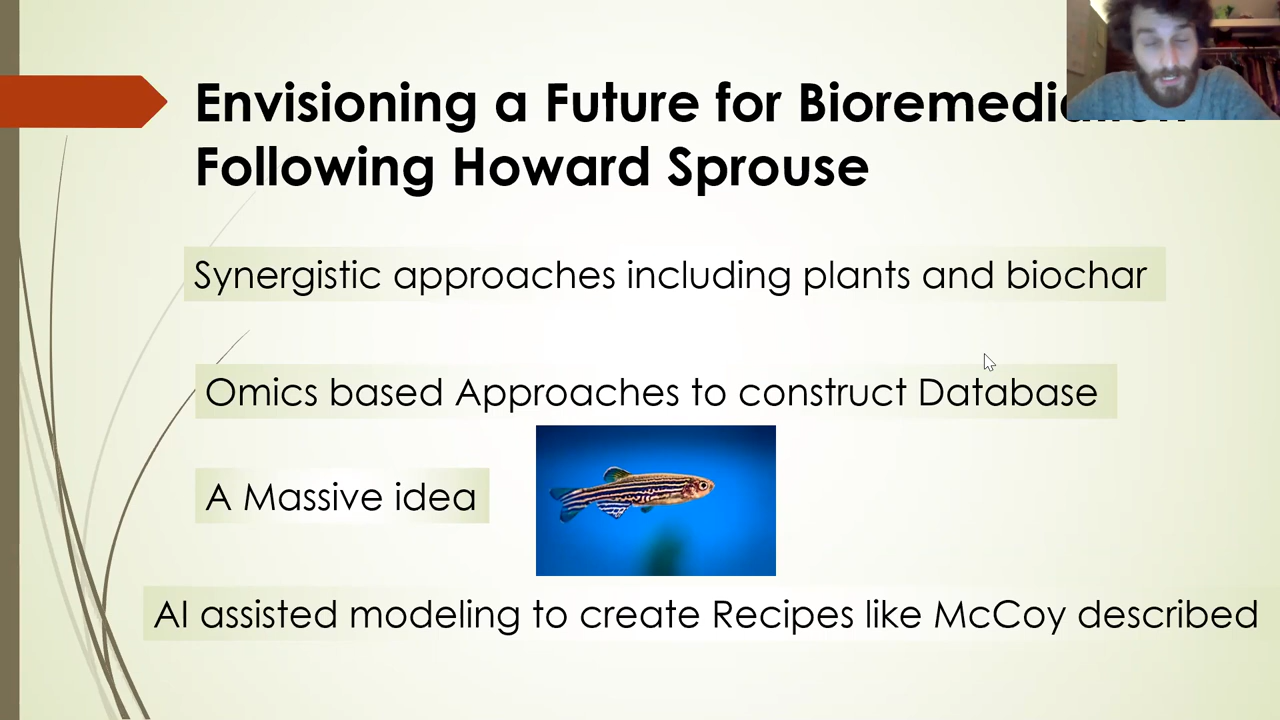 Envisioning a Future for Bioremediation
Following Howard Sprouse
Synergistic approaches including plants and biochar
Omics based Approaches to construct Database
A Massive idea
AI assisted modeling to create Recipes like McCoy described